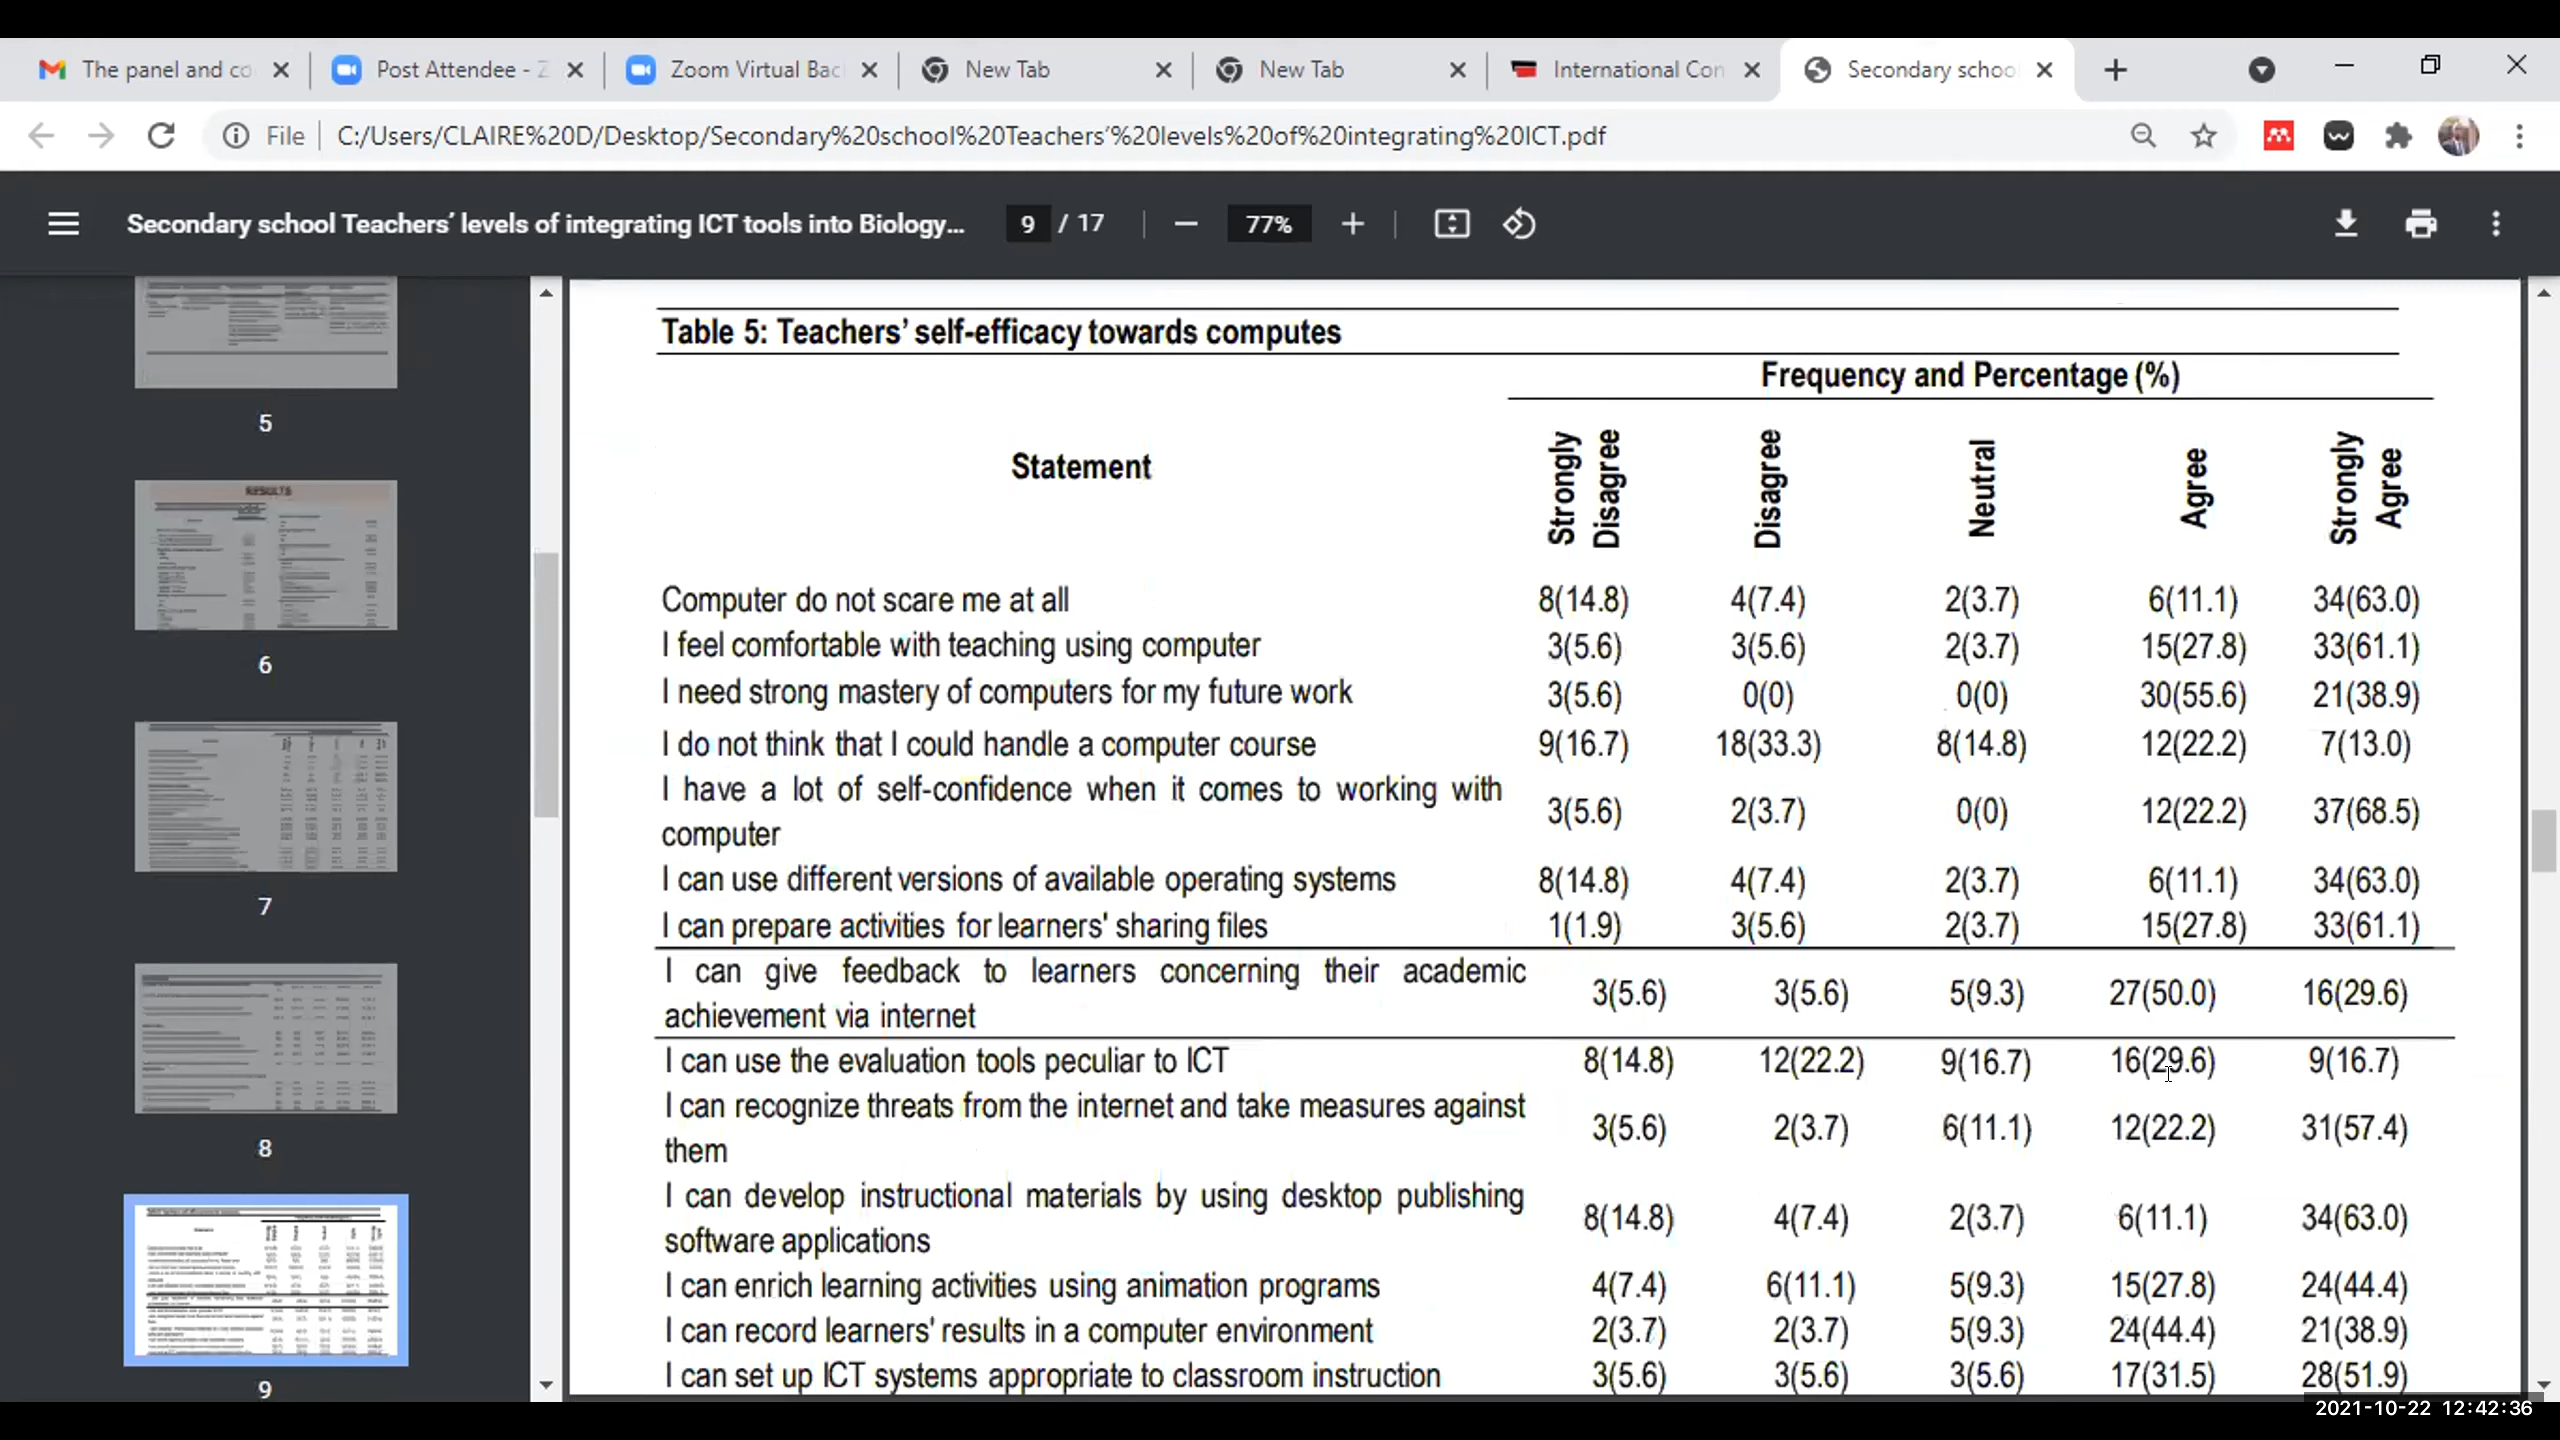 The panel and co
Post Attendee - Z
Zoom Virtual Bac
New Tab
New Tab
International Con
Secondary schoo
File
C:/Users/CLAIRE%20D/Desktop/Secondary%20school%20Teachers'%20levels%20of%20integrating%20ICT.pdf
Secondary school Teachers' levels of integrating ICT tools into Biology...
9 / 17
77%
5
RESULTS
6
7
8
9
Table 5: Teachers' self-efficacy towards computes
Frequency and Percentage (%)
Statement
Strongly Disagree
Disagree
Neutral
Agree
Strongly Agree
Computer do not scare me at all 8(14.8) 4(7.4) 2(3.7) 6(11.1) 34(63.0)
I feel comfortable with teaching using computer 3(5.6) 3(5.6) 2(3.7) 15(27.8) 33(61.1)
I need strong mastery of computers for my future work 3(5.6) 0(0) 0(0) 30(55.6) 21(38.9)
I do not think that I could handle a computer course 9(16.7) 18(33.3) 8(14.8) 12(22.2) 7(13.0)
I have a lot of self-confidence when it comes to working with
computer 3(5.6) 2(3.7) 0(0) 12(22.2) 37(68.5)
I can use different versions of available operating systems 8(14.8) 4(7.4) 2(3.7) 6(11.1) 34(63.0)
I can prepare activities for learners' sharing files 1(1.9) 3(5.6) 2(3.7) 15(27.8) 33(61.1)
I can give feedback to learners concerning their academic
achievement via internet 3(5.6) 3(5.6) 5(9.3) 27(50.0) 16(29.6)
I can use the evaluation tools peculiar to ICT 8(14.8) 12(22.2) 9(16.7) 16(29.6) 9(16.7)
I can recognize threats from the internet and take measures against
them 3(5.6) 2(3.7) 6(11.1) 12(22.2) 31(57.4)
I can develop instructional materials by using desktop publishing
software applications 8(14.8) 4(7.4) 2(3.7) 6(11.1) 34(63.0)
I can enrich learning activities using animation programs 4(7.4) 6(11.1) 5(9.3) 15(27.8) 24(44.4)
I can record learners' results in a computer environment 2(3.7) 2(3.7) 5(9.3) 24(44.4) 21(38.9)
I can set up ICT systems appropriate to classroom instruction 3(5.6) 3(5.6) 3(5.6) 17(31.5) 28(51.9)
2021-10-22 12:42:36